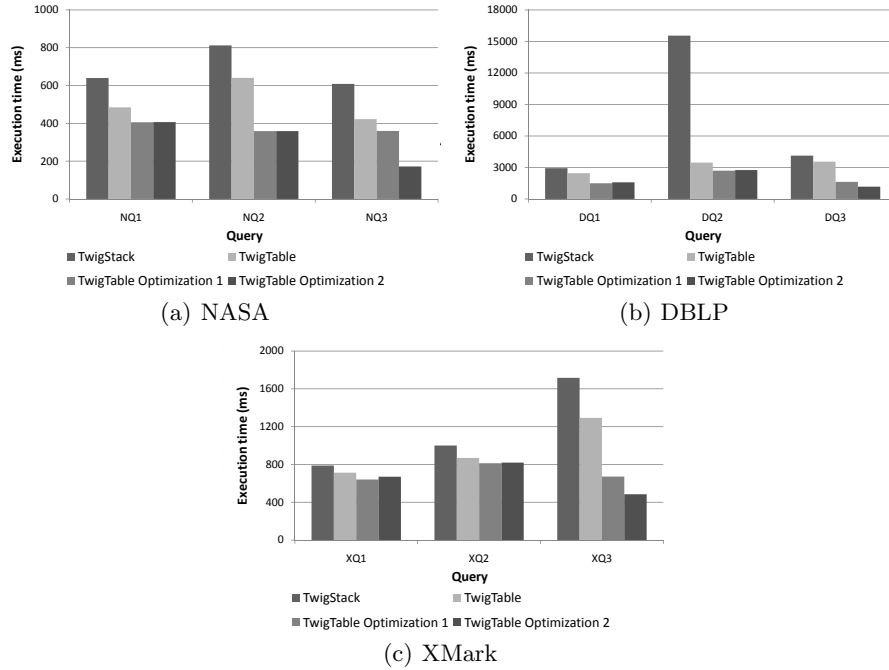 1000
800
600
400
200
0
Execution time (ms)
NQ1 NQ2 NQ3
Query
TwigStack TwigTable
TwigTable Optimization 1 TwigTable Optimization 2
(a) NASA
18000
15000
12000
9000
6000
3000
0
Execution time (ms)
DQ1 DQ2 DQ3
Query
TwigStack TwigTable
TwigTable Optimization 1 TwigTable Optimization 2
(b) DBLP
2000
1600
1200
800
400
0
Execution time (ms)
XQ1 XQ2 XQ3
Query
TwigStack TwigTable
TwigTable Optimization 1 TwigTable Optimization 2
(c) XMark